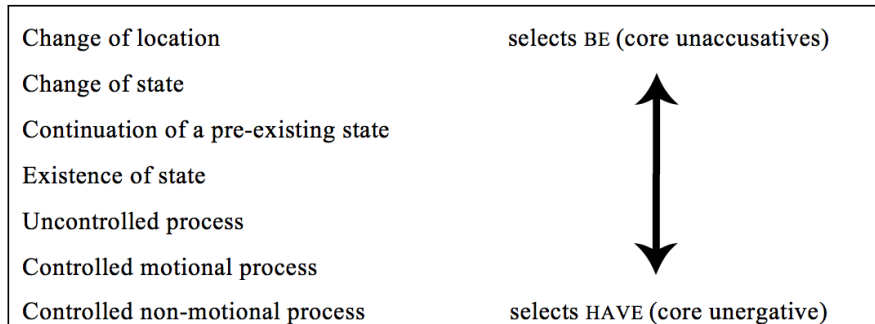 Change of location selects BE (core unaccusatives)
Change of state
Continuation of a pre-existing state
Existence of state
Uncontrolled process
Controlled motional process
Controlled non-motional process selects HAVE (core unergative)